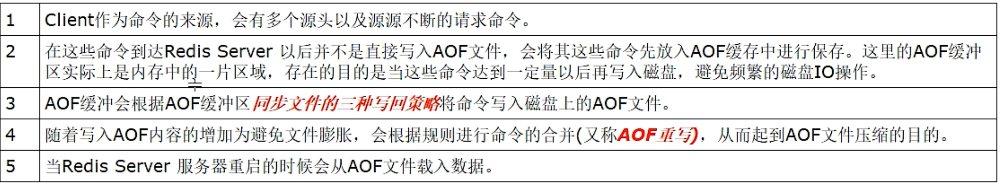 1 Client作为命令的来源，会有多个源头以及源源不断的请求命令。
2 在这些命令到达Redis Server 以后并不是直接写入AOF文件，会将其这些命令先放入AOF缓存中进行保存。这里的AOF缓冲
区实际上是内存中的一片区域，存在的目的是当这些命令达到一定量以后再写入磁盘，避免频繁的磁盘IO操作。
3 AOF缓冲会根据AOF缓冲区同步文件的三种写回策略将命令写入磁盘上的AOF文件。
4 随着写入AOF内容的增加为避免文件膨胀，会根据规则进行命令的合并(又称AOF重写)，从而起到AOF文件压缩的目的。
5 当Redis Server 服务器重启的时候会从AOF文件载入数据。